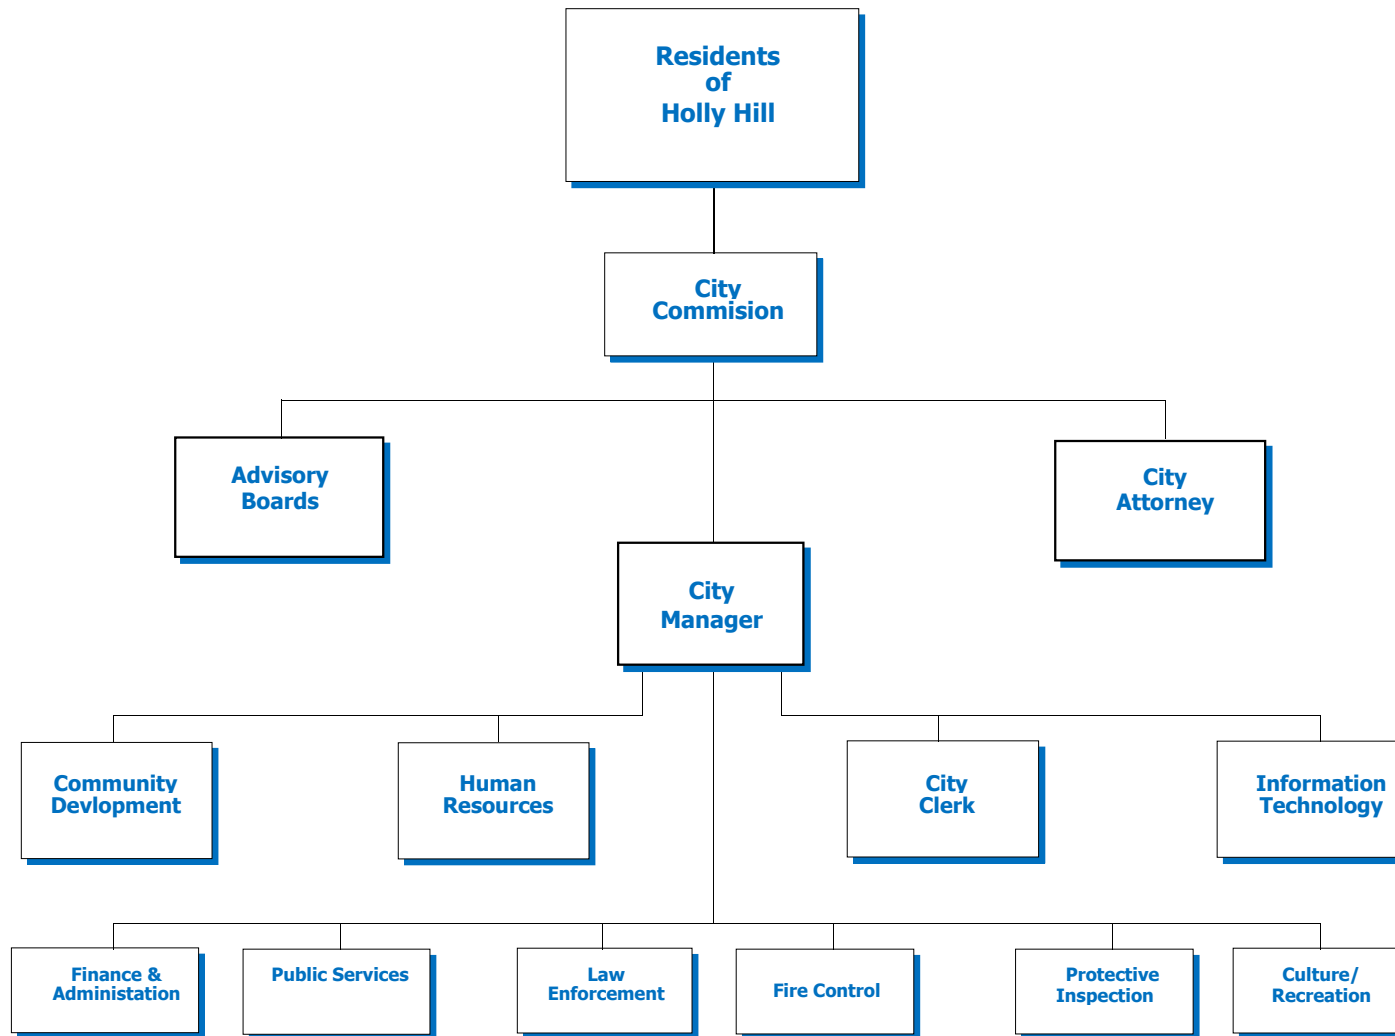 Residents
of
Holly Hill
City
Commision
Advisory
Boards
City
Attorney
City
Manager
Community
Devlopment
Human
Resources
City
Clerk
Information
Technology
Finance &
Administation
Public Services
Law
Enforcement
Fire Control
Protective
Inspection
Culture/
Recreation